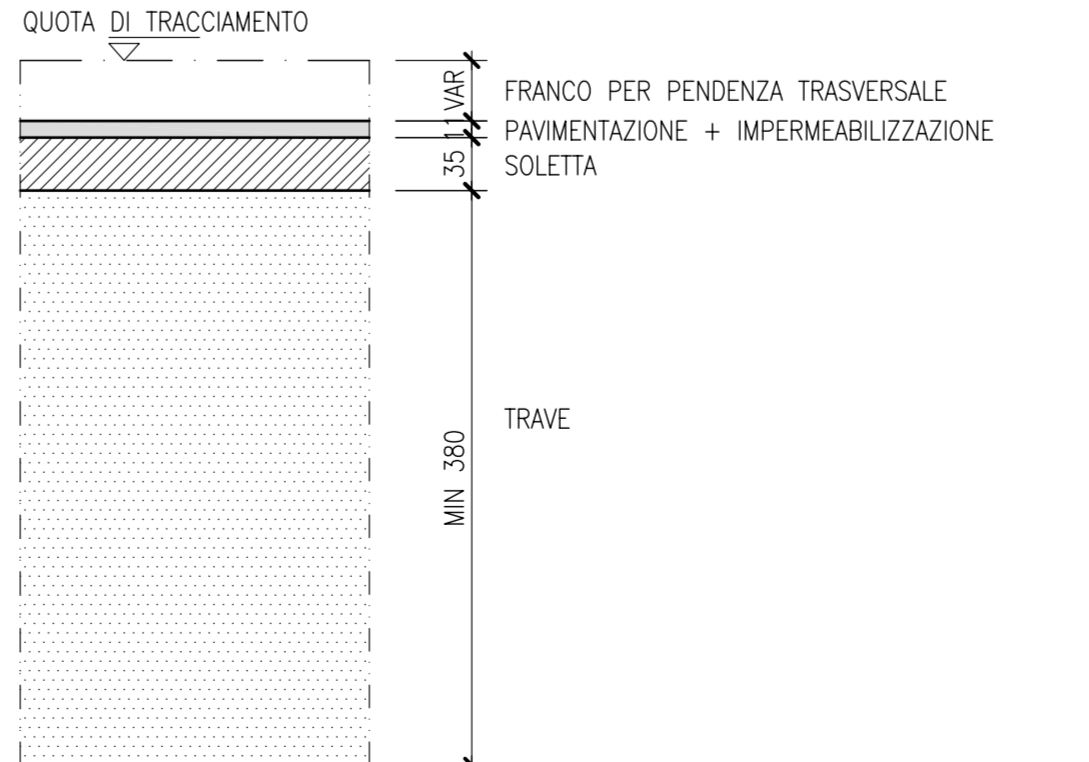 QUOTA DI TRACCIAMENTO
VAR
FRANCO PER PENDENZA TRASVERSALE
11
PAVIMENTAZIONE + IMPERMEABILIZZAZIONE
35
SOLETTA
MIN 380
TRAVE